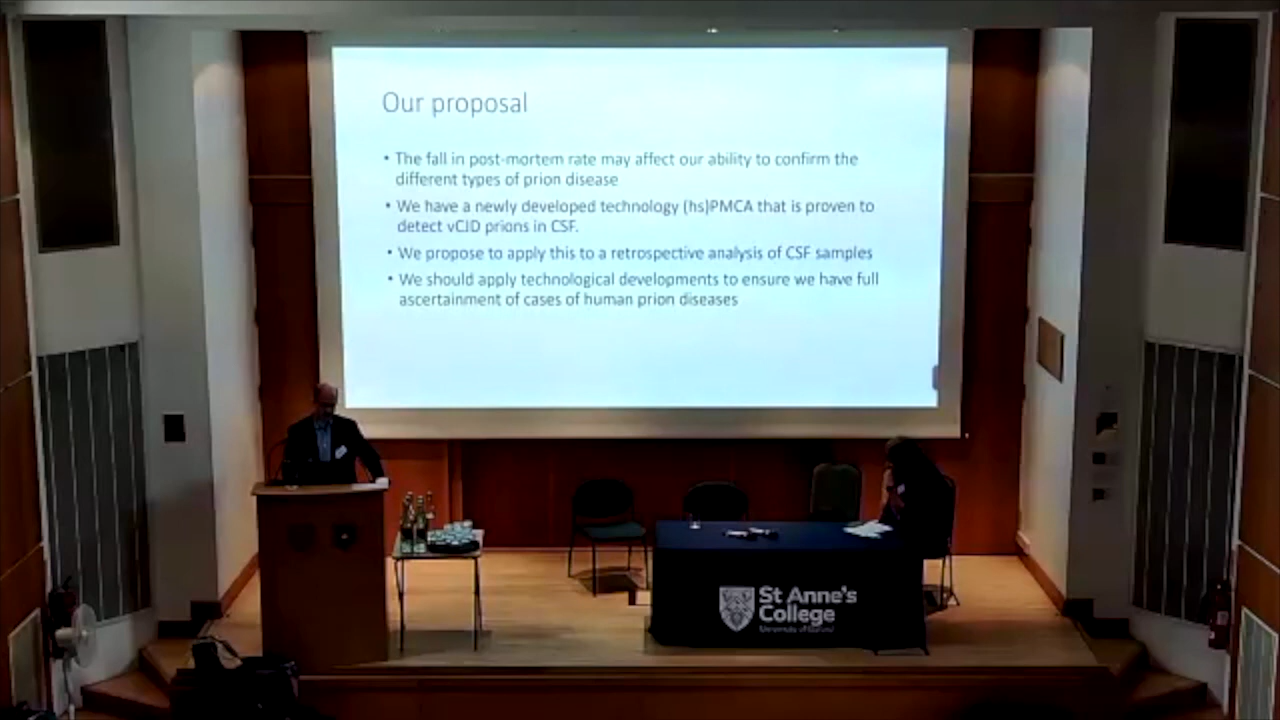 Our proposal
• The fall in post-mortem rate may affect our ability to confirm the
different types of prion disease
• We have a newly developed technology (hs)PMCA that is proven to
detect vCJD prions in CSF.
• We propose to apply this to a retrospective analysis of CSF samples
• We should apply technological developments to ensure we have full
ascertainment of cases of human prion diseases
St Anne's
College
University of Oxford